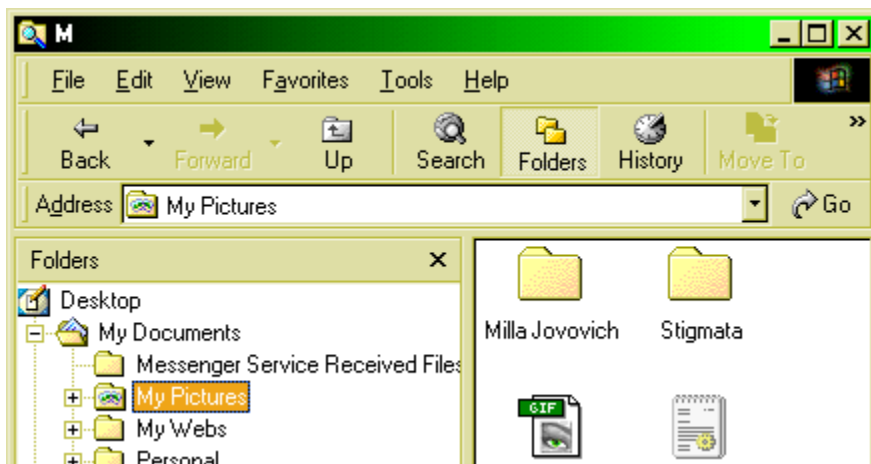 M
File Edit View Favorites Tools Help
Back Forward Up Search Folders History Move To »
Address My Pictures Go
Folders
Desktop
My Documents
Messenger Service Received Files
My Pictures
My Webs
Personal
Milla Jovovich Stigmata
GIF